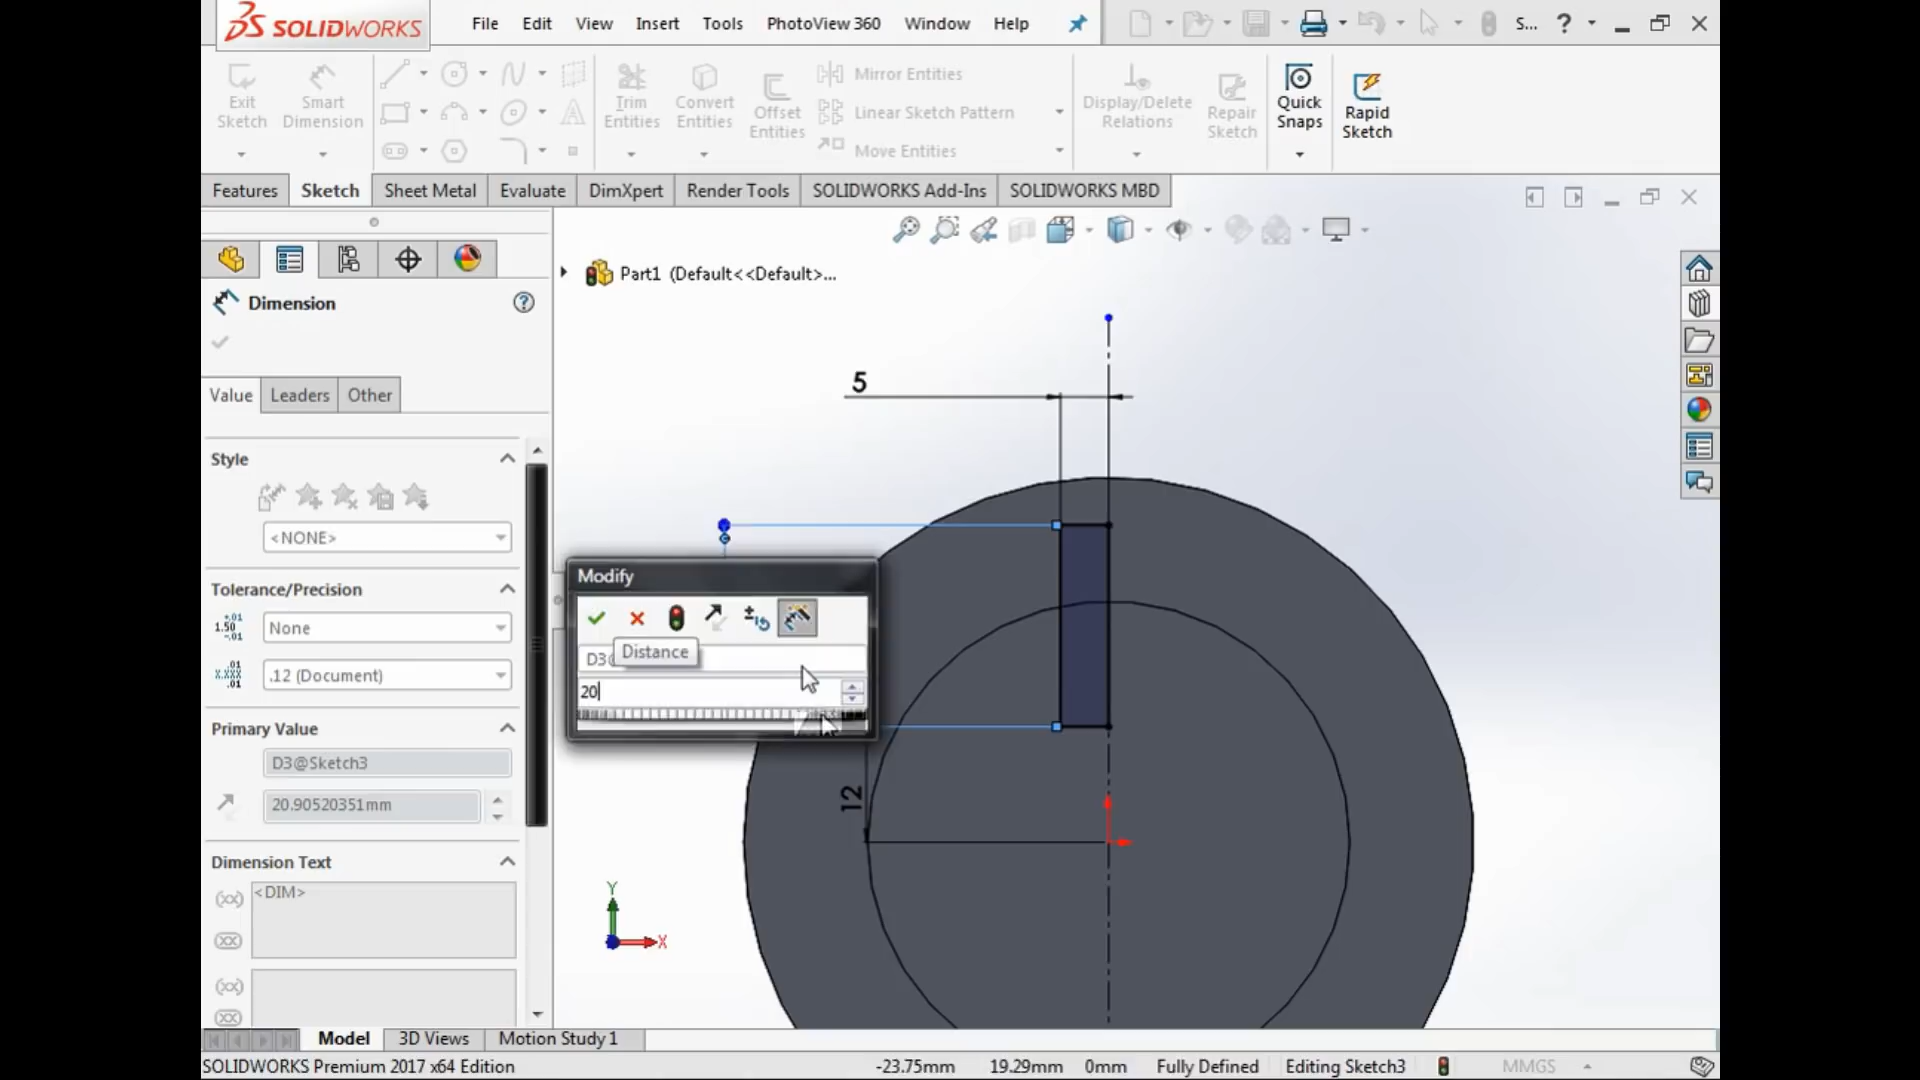 SOLIDWORKS File Edit View Insert Tools PhotoView 360 Window Help S... ?
Exit Sketch
Smart Dimension
Trim Entities
Convert Entities
Offset Entities
Mirror Entities
Linear Sketch Pattern
Move Entities
Display/Delete Relations
Repair Sketch
Quick Snaps
Rapid Sketch
Features Sketch Sheet Metal Evaluate DimXpert Render Tools SOLIDWORKS Add-Ins SOLIDWORKS MBD
Part1 (Default<<Default>...
Dimension
Value Leaders Other
Style
<NONE>
Tolerance/Precision
None
.12 (Document)
Primary Value
D3@Sketch3
20.90520351mm
Dimension Text
<DIM>
5
12
Modify
Distance
20
Y
X
Model 3D Views Motion Study 1
SOLIDWORKS Premium 2017 x64 Edition -23.75mm 19.29mm 0mm Fully Defined Editing Sketch3 MMGS